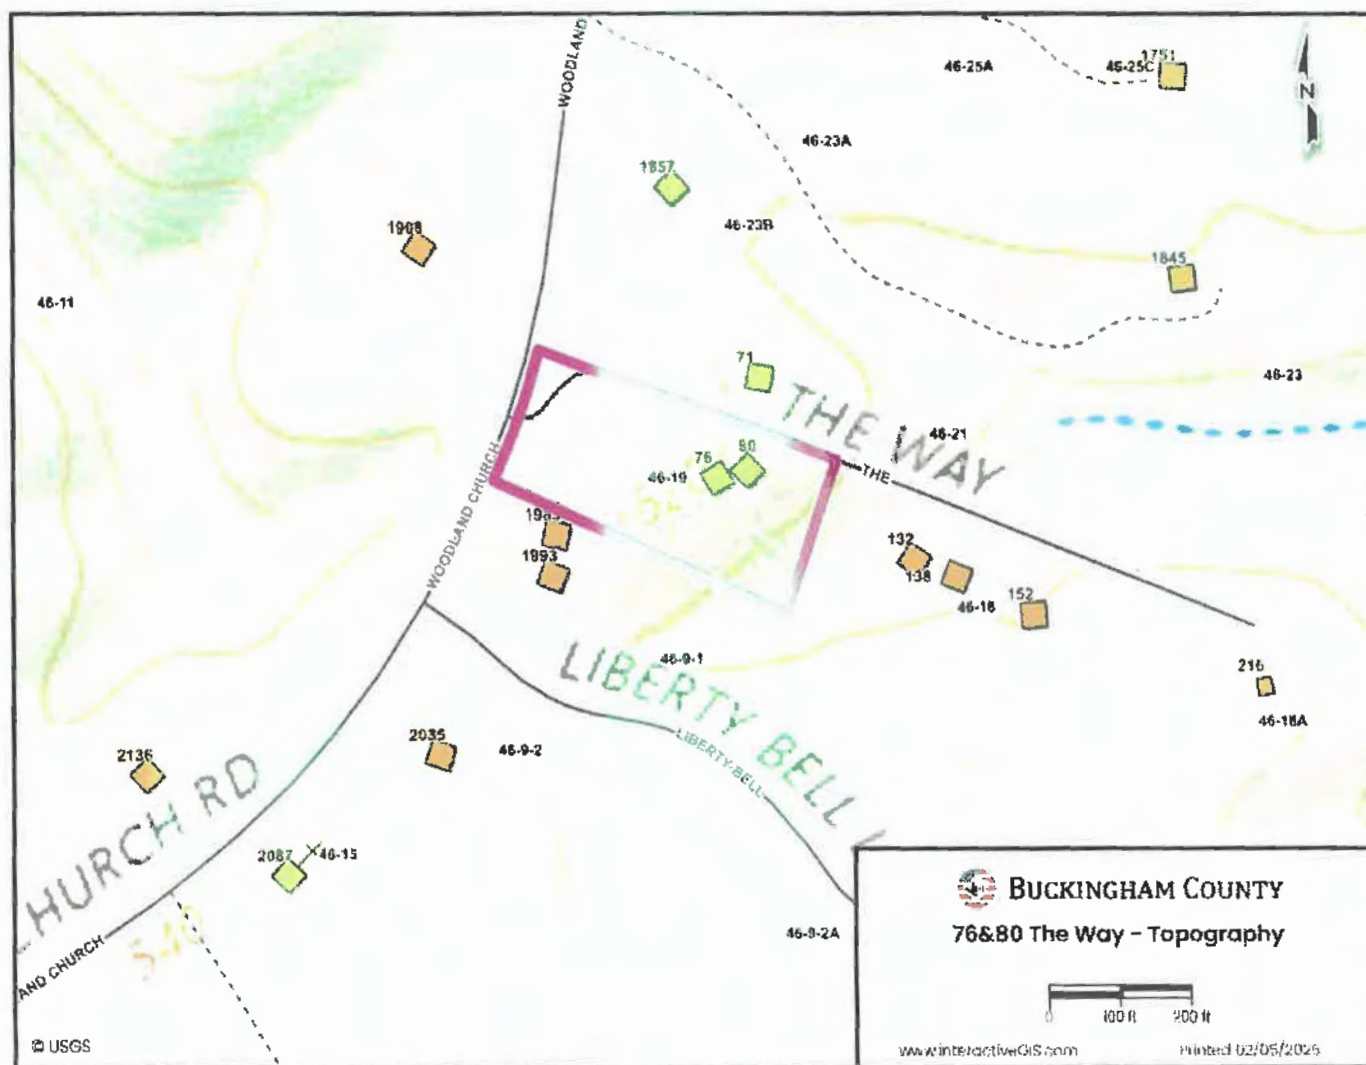 WOODLAND
46-25A
1751
46-25C
N
46-23A
1857
46-23B
1908
1845
46-11
71
THE WAY
46-23
46-21
THE
76
80
46-19
WOODLAND CHURCH
1893
132
138
46-18
152
46-9-1
LIBERTY BELL
LIBERTY BELL
216
46-18A
2136
2035
46-9-2
CHURCH RD
2087
46-15
540
AND CHURCH
46-9-2A
BUCKINGHAM COUNTY
76&80 The Way - Topography
0 100 ft 200 ft
© USGS
www.interactiveGIS.com
Printed 02/05/2025